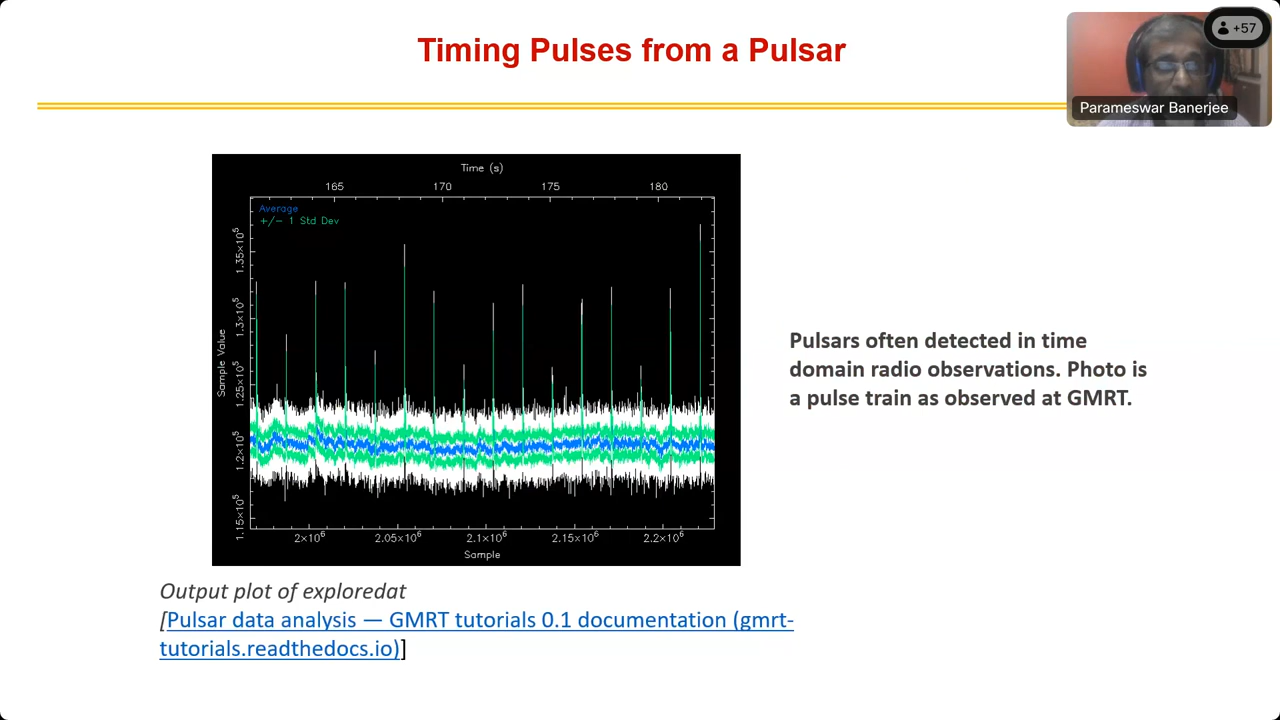 Timing Pulses from a Pulsar
+57
Parameswar Banerjee
Time (s)
165 170 175 180
Average
+/− 1 Std Dev
Sample Value
1.35×10⁵
1.3×10⁵
1.25×10⁵
1.2×10⁵
1.15×10⁵
2×10⁶ 2.05×10⁶ 2.1×10⁶ 2.15×10⁶ 2.2×10⁶
Sample
Pulsars often detected in time
domain radio observations. Photo is
a pulse train as observed at GMRT.
Output plot of exploredat
[Pulsar data analysis — GMRT tutorials 0.1 documentation (gmrt-
tutorials.readthedocs.io)]